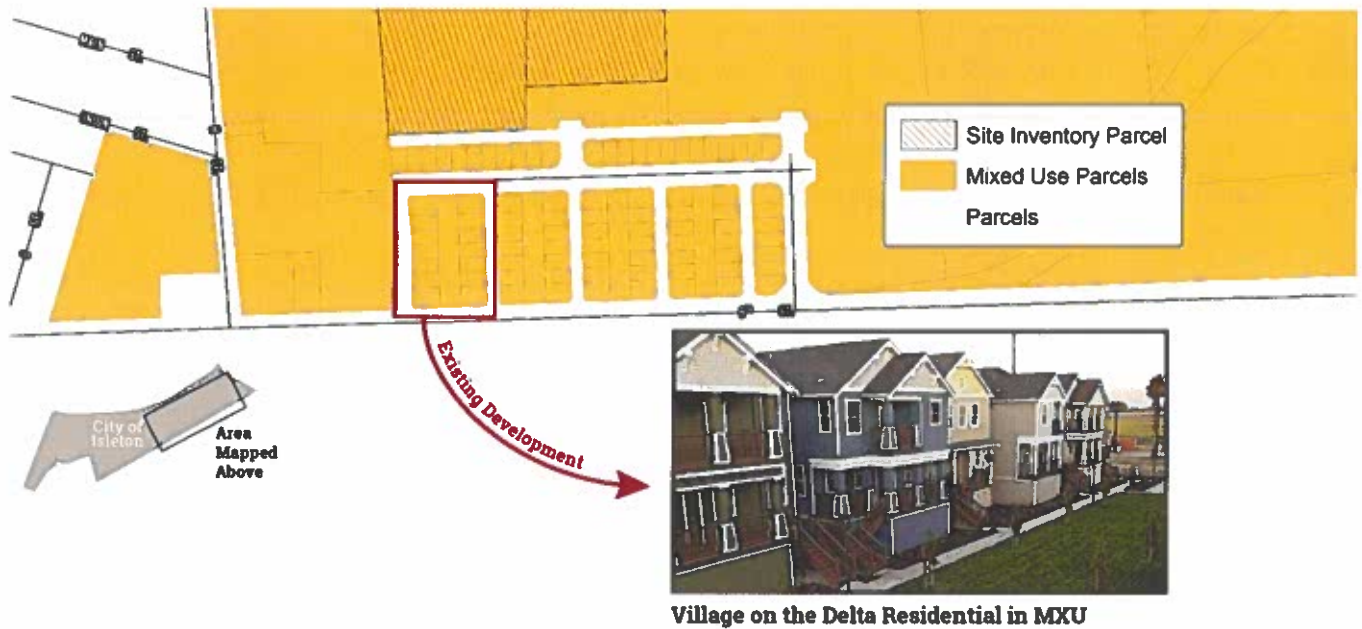 Site Inventory Parcel
Mixed Use Parcels
Parcels
Existing Development
City of
Isleton
Area
Mapped
Above
Village on the Delta Residential in MXU